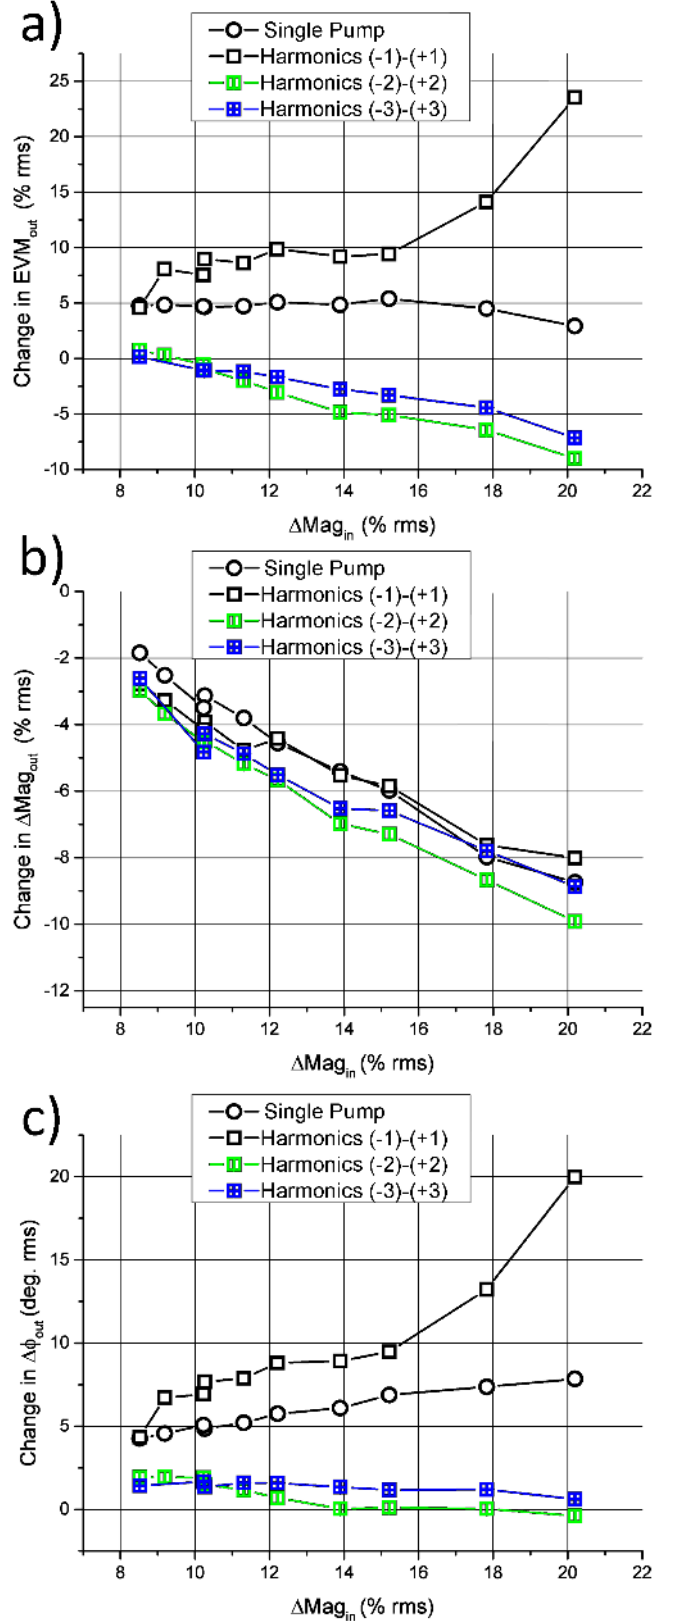 a)
Single Pump
Harmonics (-1)-(+1)
Harmonics (-2)-(+2)
Harmonics (-3)-(+3)
Change in EVMout (% rms)
25
20
15
10
5
0
-5
-10
8 10 12 14 16 18 20 22
ΔMagin (% rms)
b)
Single Pump
Harmonics (-1)-(+1)
Harmonics (-2)-(+2)
Harmonics (-3)-(+3)
Change in ΔMagout (% rms)
0
-2
-4
-6
-8
-10
-12
8 10 12 14 16 18 20 22
ΔMagin (% rms)
c)
Single Pump
Harmonics (-1)-(+1)
Harmonics (-2)-(+2)
Harmonics (-3)-(+3)
Change in Δϕout (deg. rms)
20
15
10
5
0
8 10 12 14 16 18 20 22
ΔMagin (% rms)